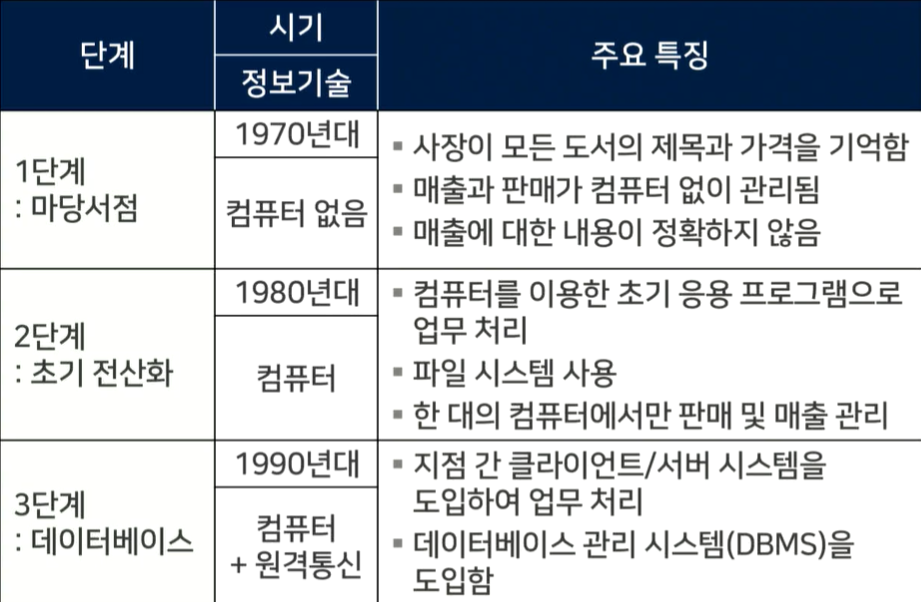 단계
시기
정보기술
주요 특징
1단계
: 마당서점
1970년대
컴퓨터 없음
▪ 사장이 모든 도서의 제목과 가격을 기억함
▪ 매출과 판매가 컴퓨터 없이 관리됨
▪ 매출에 대한 내용이 정확하지 않음
2단계
: 초기 전산화
1980년대
컴퓨터
▪ 컴퓨터를 이용한 초기 응용 프로그램으로
업무 처리
▪ 파일 시스템 사용
▪ 한 대의 컴퓨터에서만 판매 및 매출 관리
3단계
: 데이터베이스
1990년대
컴퓨터
+ 원격통신
▪ 지점 간 클라이언트/서버 시스템을
도입하여 업무 처리
▪ 데이터베이스 관리 시스템(DBMS)을
도입함